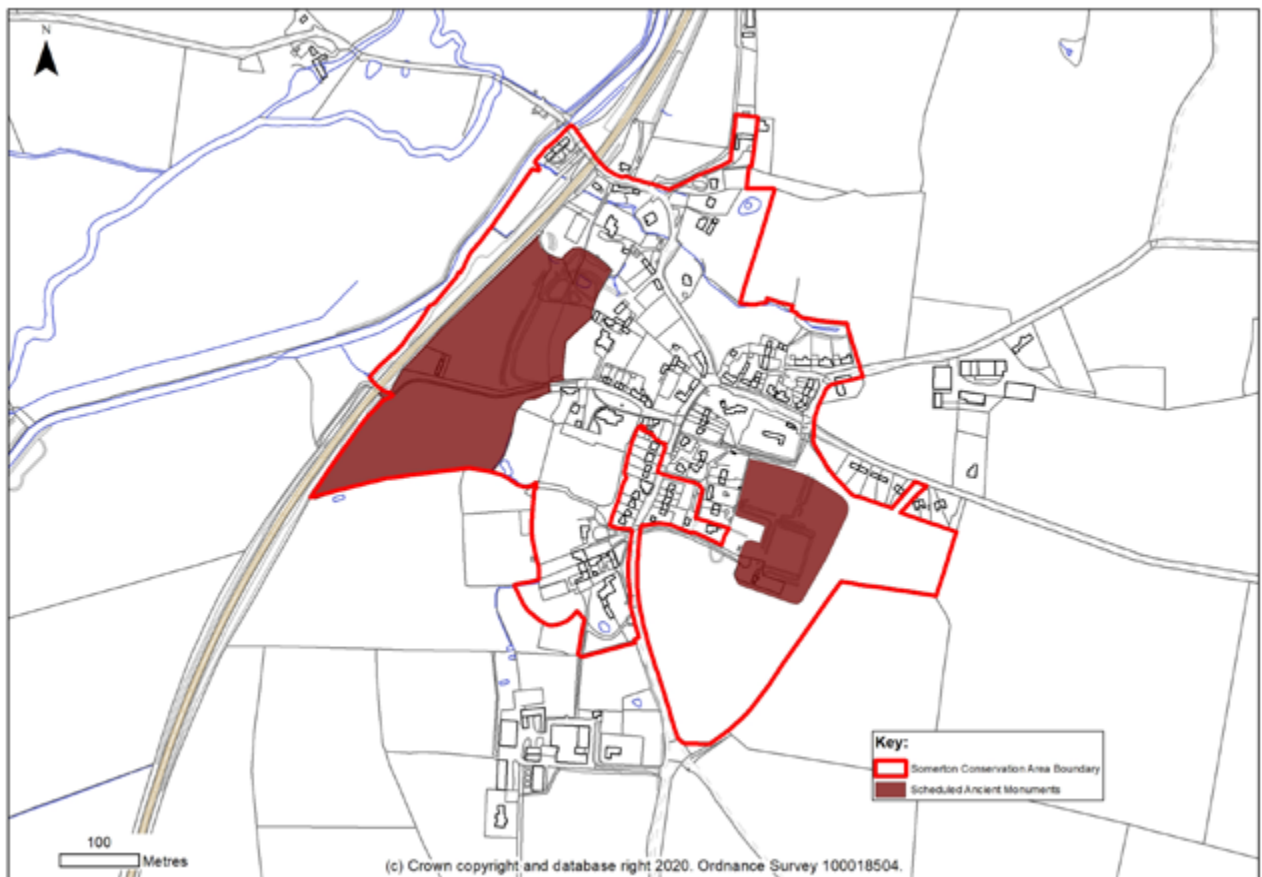 N
Key:
Somerton Conservation Area Boundary
Scheduled Ancient Monuments
100
Metres
(c) Crown copyright and database right 2020. Ordnance Survey 100018504.